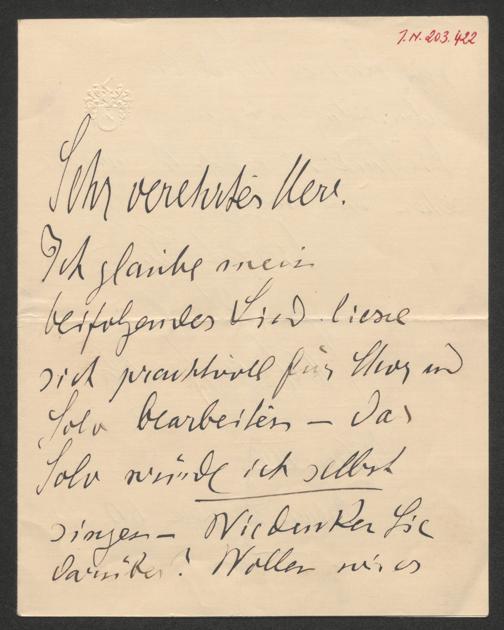 J.N. 203.422
Sehr verehrter Herr.
Ich glaube mein
beifolgendes Lied liesse
sich prachtvoll für Chor und
Solo bearbeiten – das
Solo würde ich selbst
singen – Wie denken Sie
darüber? Wollen wir es